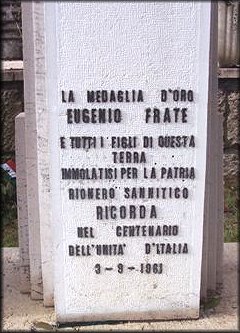 LA MEDAGLIA D'ORO
EUGENIO FRATE
E TUTTI I FIGLI DI QUESTA
TERRA
IMMOLATISI PER LA PATRIA
RIONERO SANNITICO
RICORDA
NEL CENTENARIO
DELL'UNITA' D'ITALIA
3-9-1961